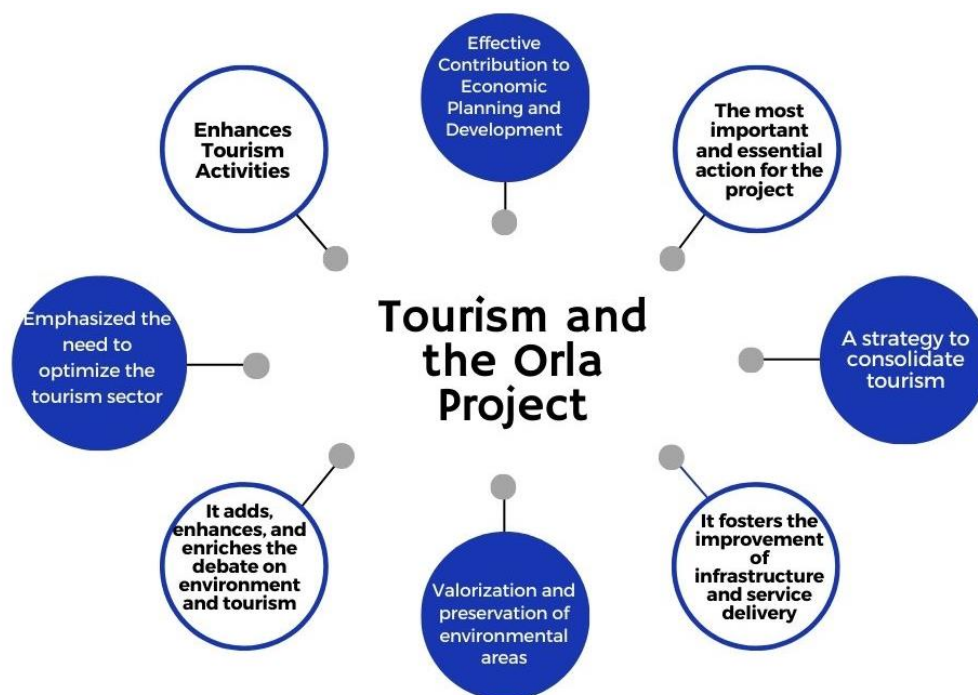 Effective
Contribution to
Economic
Planning and
Development
Enhances
Tourism
Activities
The most
important
and essential
action for the
project
Tourism and
the Orla
Project
Emphasized the
need to
optimize the
tourism sector
A strategy to
consolidate
tourism
It adds,
enhances, and
enriches the
debate on
environment
and tourism
Valorization and
preservation of
environmental
areas
It fosters the
improvement
of
infrastructure
and service
delivery